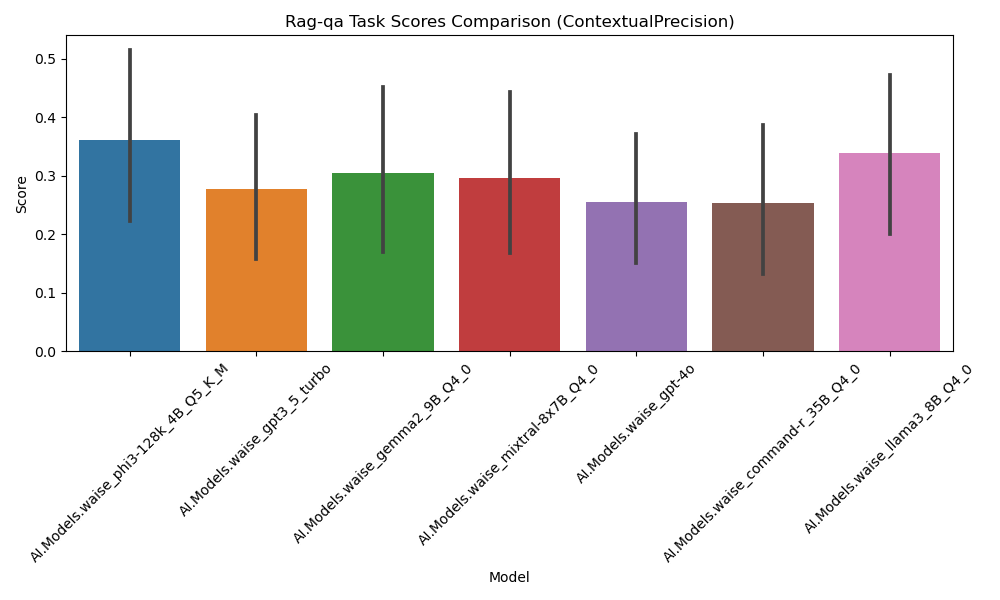 Rag-qa Task Scores Comparison (ContextualPrecision)
Score
0.5
0.4
0.3
0.2
0.1
0.0
AI.Models.waise_phi3-128k_4B_Q5_K_M
AI.Models.waise_gpt3_5_turbo
AI.Models.waise_gemma2_9B_Q4_0
AI.Models.waise_mixtral-8x7B_Q4_0
AI.Models.waise_gpt-4o
AI.Models.waise_command-r_35B_Q4_0
AI.Models.waise_llama3_8B_Q4_0
Model